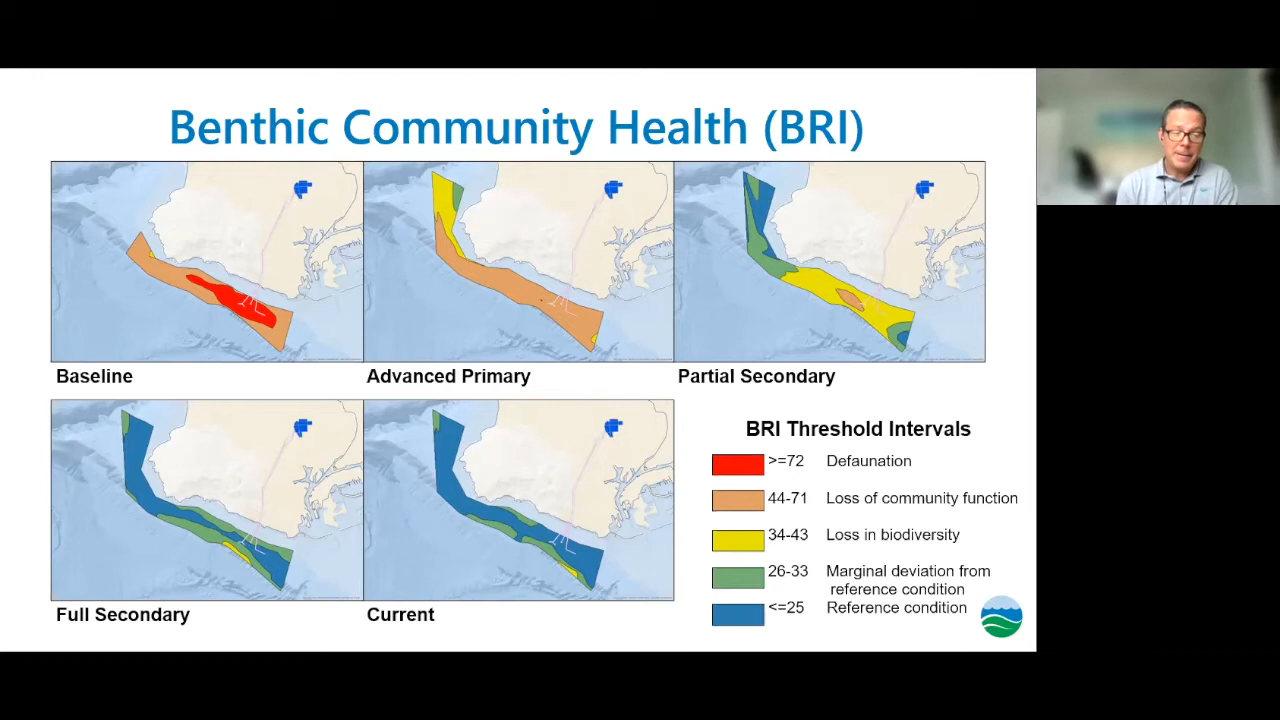 Benthic Community Health (BRI)
Baseline
Advanced Primary
Partial Secondary
Full Secondary
Current
BRI Threshold Intervals
>=72 Defaunation
44-71 Loss of community function
34-43 Loss in biodiversity
26-33 Marginal deviation from
reference condition
<=25 Reference condition